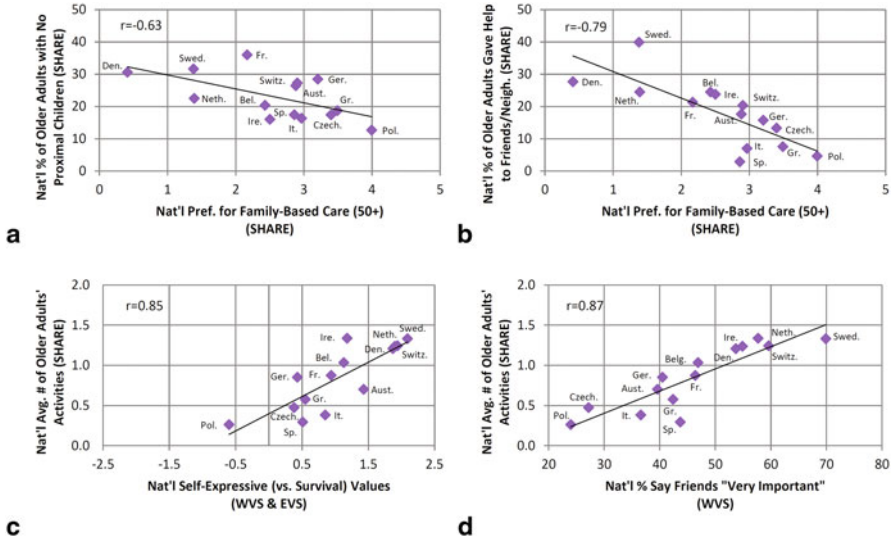 Nat'l % of Older Adults with No
Proximal Children (SHARE)
50
40
30
20
10
0
r=-0.63
Den.
Swed.
Fr.
Neth.
Switz.
Ger.
Aust.
Bel.
Sp.
Gr.
Ire.
It.
Czech.
Pol.
0
1
2
3
4
5
Nat'l Pref. for Family-Based Care (50+)
(SHARE)
a
Nat'l % of Older Adults Gave Help
to Friends/Neigh. (SHARE)
50
40
30
20
10
0
r=-0.79
Swed.
Den.
Neth.
Bel.
Ire.
Fr.
Switz.
Aust.
Ger.
Czech.
It.
Gr.
Sp.
Pol.
0
1
2
3
4
5
Nat'l Pref. for Family-Based Care (50+)
(SHARE)
b
Nat'l Avg. # of Older Adults'
Activities (SHARE)
2.0
1.5
1.0
0.5
0.0
r=0.85
Ire.
Neth.
Swed.
Den.
Switz.
Bel.
Ger.
Fr.
Aust.
Gr.
Czech.
It.
Sp.
Pol.
-2.5
-1.5
-0.5
0.5
1.5
2.5
Nat'l Self-Expressive (vs. Survival) Values
(WVS & EVS)
c
Nat'l Avg. # of Older Adults'
Activities (SHARE)
2.0
1.5
1.0
0.5
0.0
r=0.87
Ire.
Neth.
Swed.
Den.
Switz.
Belg.
Ger.
Fr.
Aust.
Czech.
Gr.
Pol.
It.
Sp.
20
30
40
50
60
70
80
Nat'l % Say Friends "Very Important"
(WVS)
d